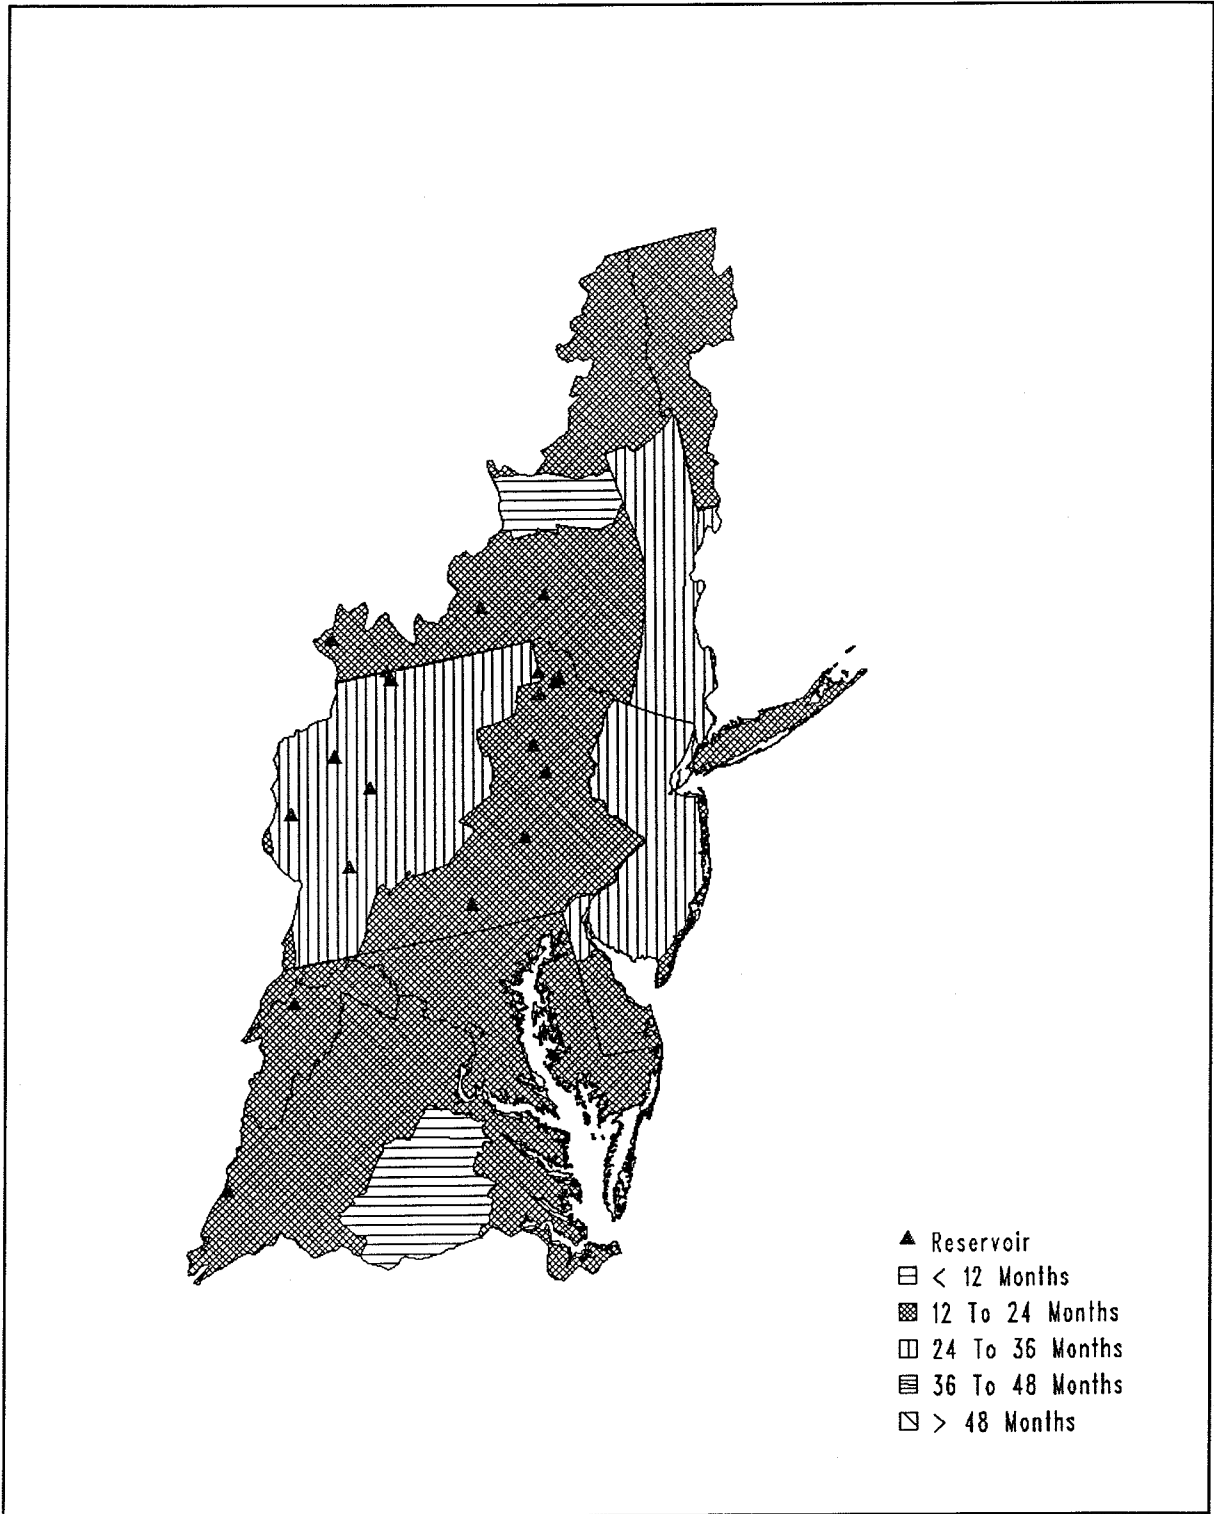 Reservoir
< 12 Months
12 To 24 Months
24 To 36 Months
36 To 48 Months
> 48 Months